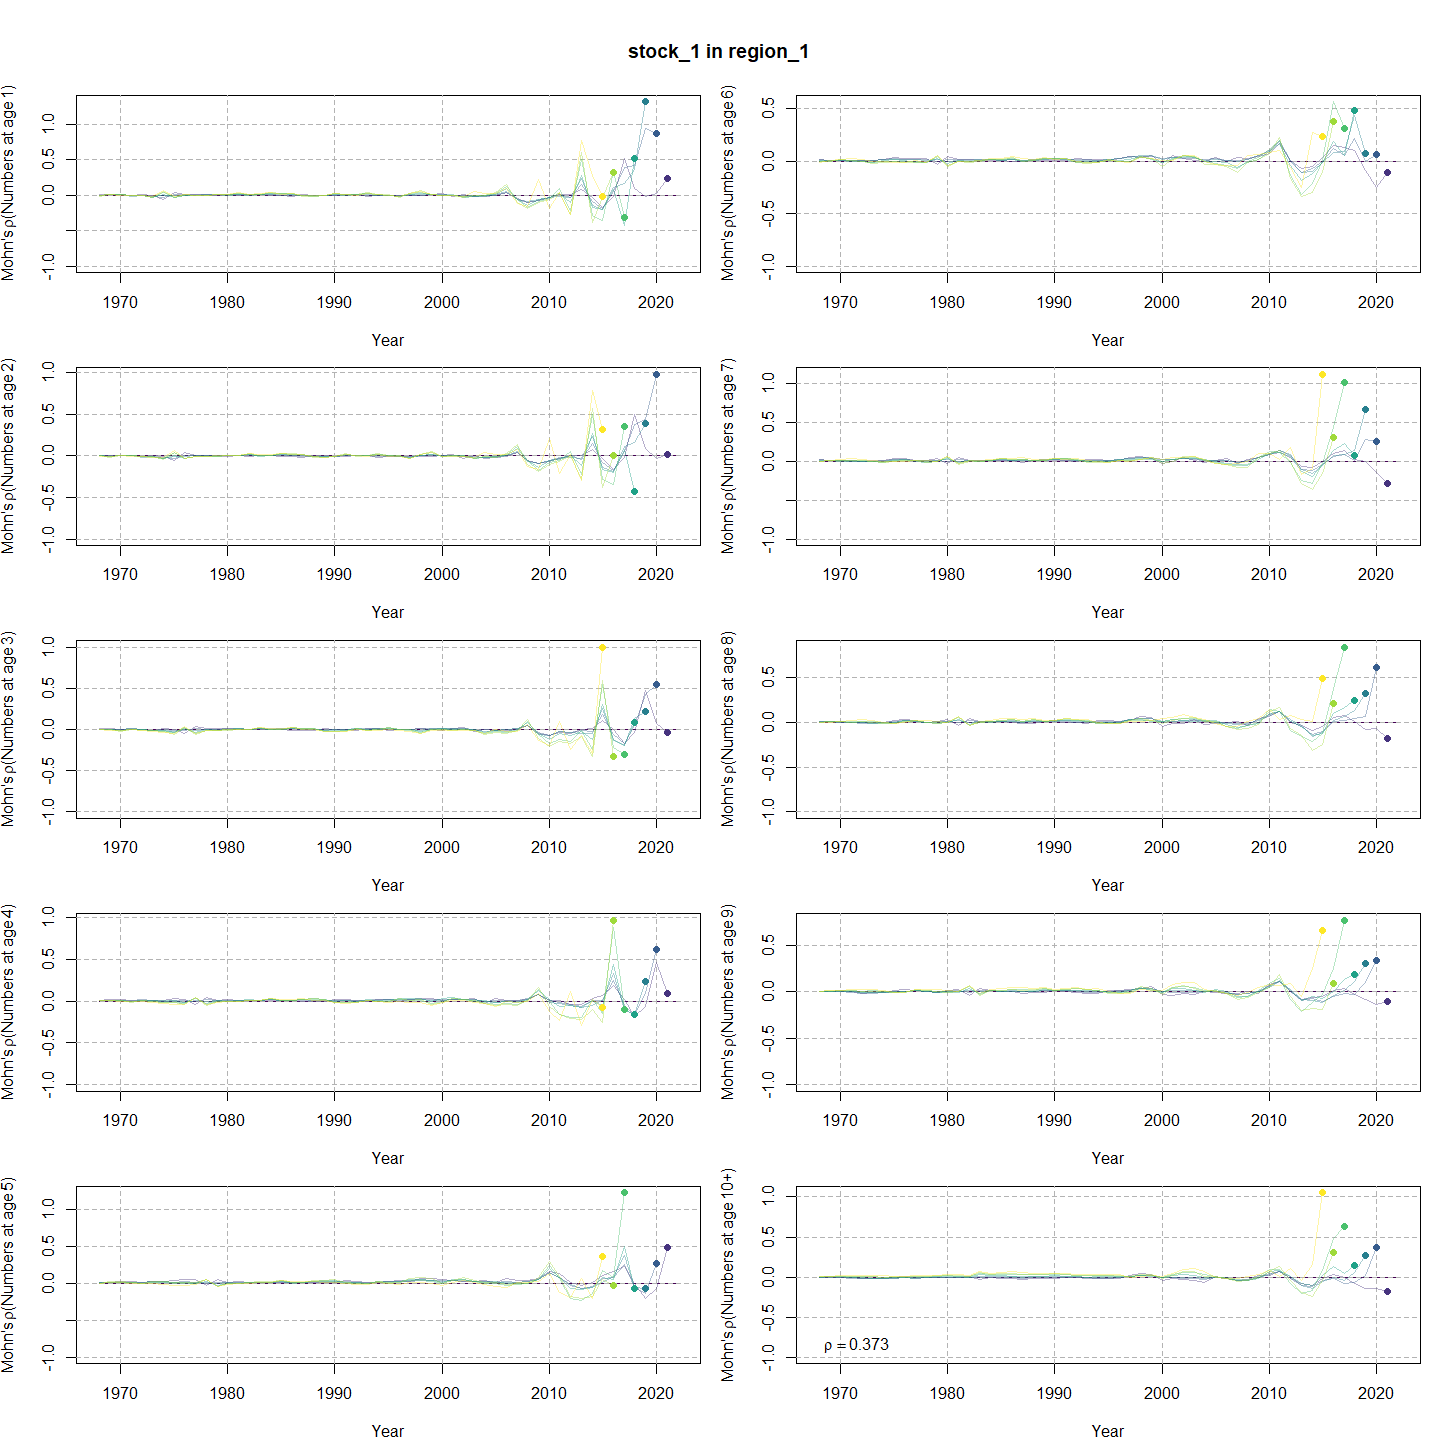 stock_1 in region_1
Mohn's ρ(Numbers at age 1)
-1.0 0.0 0.5 1.0
1970 1980 1990 2000 2010 2020
Year
Mohn's ρ(Numbers at age 6)
-1.0 -0.5 0.0 0.5
1970 1980 1990 2000 2010 2020
Year
Mohn's ρ(Numbers at age 2)
-1.0 -0.5 0.0 0.5 1.0
1970 1980 1990 2000 2010 2020
Year
Mohn's ρ(Numbers at age 7)
-1.0 0.0 0.5 1.0
1970 1980 1990 2000 2010 2020
Year
Mohn's ρ(Numbers at age 3)
-1.0 -0.5 0.0 0.5 1.0
1970 1980 1990 2000 2010 2020
Year
Mohn's ρ(Numbers at age 8)
-1.0 -0.5 0.0 0.5
1970 1980 1990 2000 2010 2020
Year
Mohn's ρ(Numbers at age 4)
-1.0 -0.5 0.0 0.5 1.0
1970 1980 1990 2000 2010 2020
Year
Mohn's ρ(Numbers at age 9)
-1.0 -0.5 0.0 0.5
1970 1980 1990 2000 2010 2020
Year
Mohn's ρ(Numbers at age 5)
-1.0 0.0 0.5 1.0
1970 1980 1990 2000 2010 2020
Year
Mohn's ρ(Numbers at age 10+)
-1.0 -0.5 0.0 0.5 1.0
ρ = 0.373
1970 1980 1990 2000 2010 2020
Year